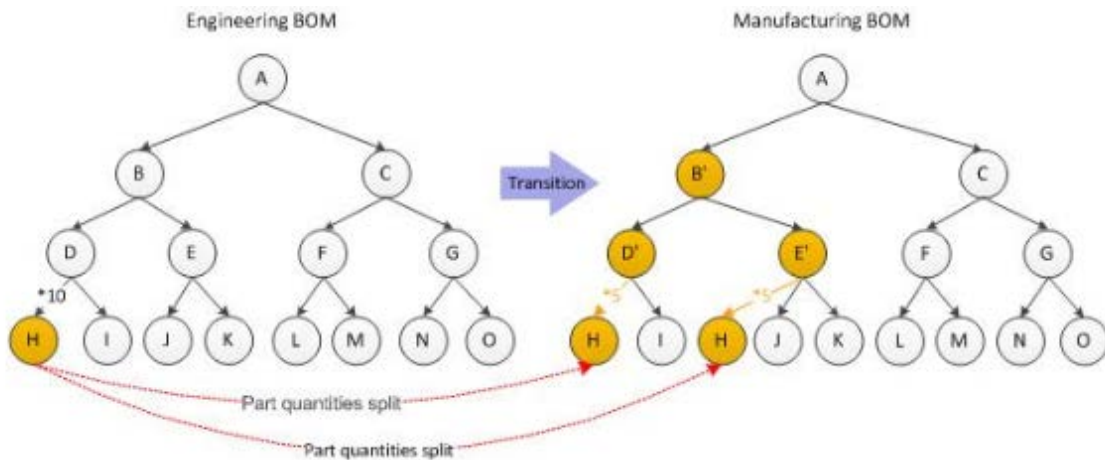 Engineering BOM Manufacturing BOM
A A
B C Transition B' C
D E F G D' E' F G
*10 *5 *5
H I J K L M N O H I H J K L M N O
Part quantities split
Part quantities split